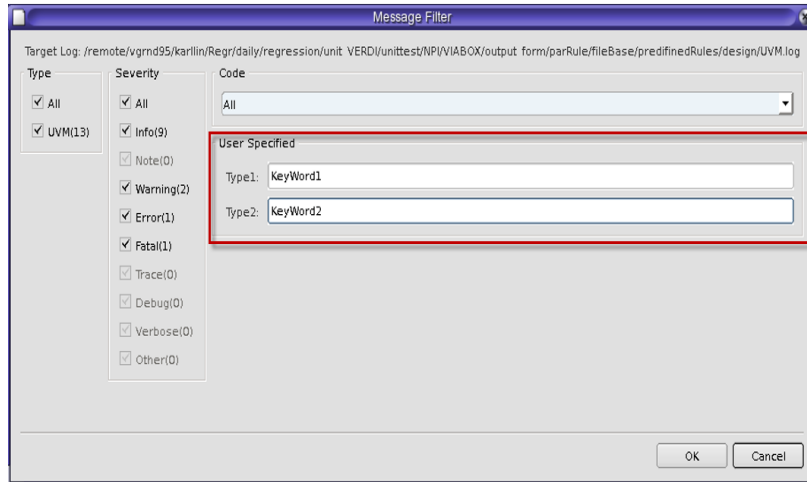 Message Filter
Target Log: /remote/vgrnd95/karllin/Regr/daily/regression/unit VERDI/unittest/NPI/VIABOX/output form/parRule/fileBase/predifinedRules/design/UVM.log
Type
All
UVM(13)
Severity
All
Info(9)
Note(0)
Warning(2)
Error(1)
Fatal(1)
Trace(0)
Debug(0)
Verbose(0)
Other(0)
Code
All
User Specified
Type1: KeyWord1
Type2: KeyWord2
OK
Cancel